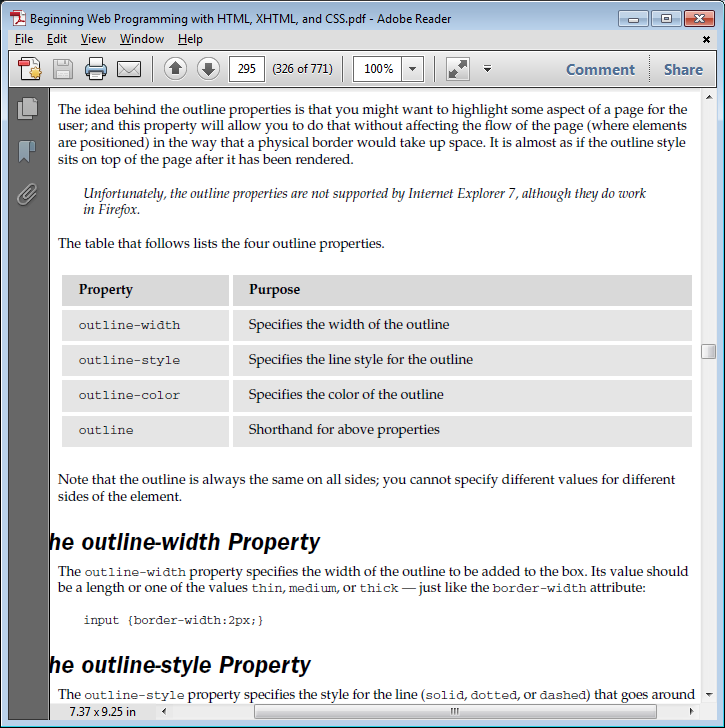 Beginning Web Programming with HTML, XHTML, and CSS.pdf - Adobe Reader
File Edit View Window Help
295 (326 of 771) 100% Comment Share
The idea behind the outline properties is that you might want to highlight some aspect of a page for the
user; and this property will allow you to do that without affecting the flow of the page (where elements
are positioned) in the way that a physical border would take up space. It is almost as if the outline style
sits on top of the page after it has been rendered.
Unfortunately, the outline properties are not supported by Internet Explorer 7, although they do work
in Firefox.
The table that follows lists the four outline properties.
Property Purpose
outline-width Specifies the width of the outline
outline-style Specifies the line style for the outline
outline-color Specifies the color of the outline
outline Shorthand for above properties
Note that the outline is always the same on all sides; you cannot specify different values for different
sides of the element.
he outline-width Property
The outline-width property specifies the width of the outline to be added to the box. Its value should
be a length or one of the values thin, medium, or thick — just like the border-width attribute:
input {border-width:2px;}
he outline-style Property
The outline-style property specifies the style for the line (solid, dotted, or dashed) that goes around
7.37 x 9.25 in